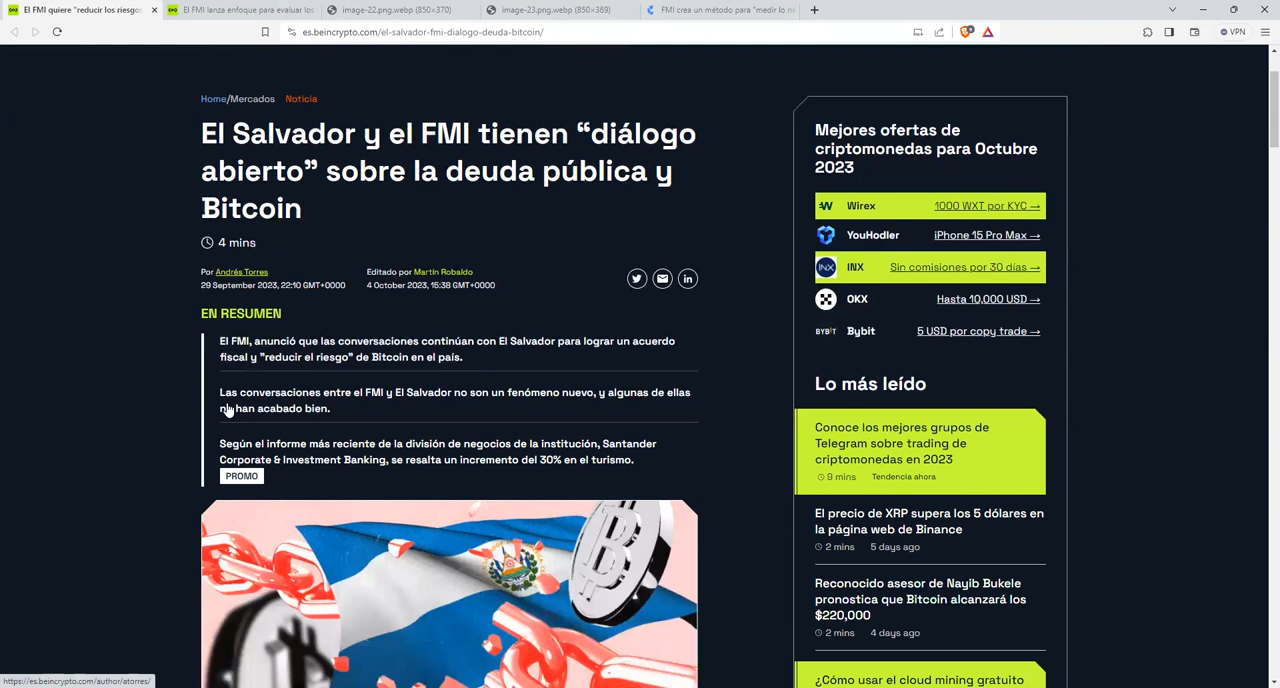 El FMI quiere "reducir los riesgo
El FMI lanza enfoque para evaluar los
image-22.png.webp (850×370)
image-23.png.webp (850×369)
FMI crea un método para "medir lo
es.beincrypto.com/el-salvador-fmi-dialogo-deuda-bitcoin/
VPN
Home/Mercados Noticia
El Salvador y el FMI tienen “diálogo
abierto” sobre la deuda pública y
Bitcoin
4 mins
Por Andrés Torres
29 September 2023, 22:10 GMT+0000
Editado por Martín Robaldo
4 October 2023, 15:38 GMT+0000
EN RESUMEN
El FMI, anunció que las conversaciones continúan con El Salvador para lograr un acuerdo
fiscal y "reducir el riesgo" de Bitcoin en el país.
Las conversaciones entre el FMI y El Salvador no son un fenómeno nuevo, y algunas de ellas
no han acabado bien.
Según el informe más reciente de la división de negocios de la institución, Santander
Corporate & Investment Banking, se resalta un incremento del 30% en el turismo.
PROMO
Mejores ofertas de
criptomonedas para Octubre
2023
Wirex 1000 WXT por KYC →
YouHodler iPhone 15 Pro Max →
INX INX Sin comisiones por 30 días →
OKX Hasta 10,000 USD →
BYBIT Bybit 5 USD por copy trade →
Lo más leído
Conoce los mejores grupos de
Telegram sobre trading de
criptomonedas en 2023
9 mins Tendencia ahora
El precio de XRP supera los 5 dólares en
la página web de Binance
2 mins 5 days ago
Reconocido asesor de Nayib Bukele
pronostica que Bitcoin alcanzará los
$220,000
2 mins 4 days ago
¿Cómo usar el cloud mining gratuito
https://es.beincrypto.com/author/atorres/